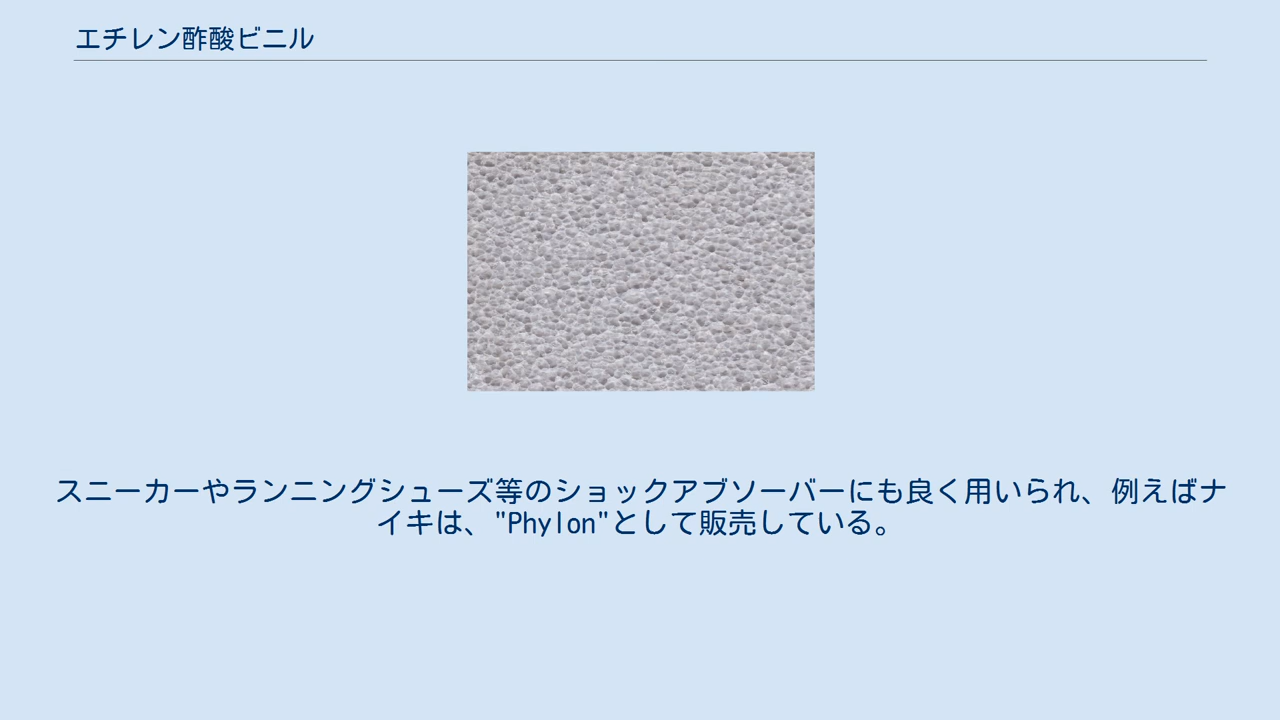 エチレン酢酸ビニル
スニーカーやランニングシューズ等のショックアブソーバーにも良く用いられ、例えばナ
イキは、"Phylon"として販売している。